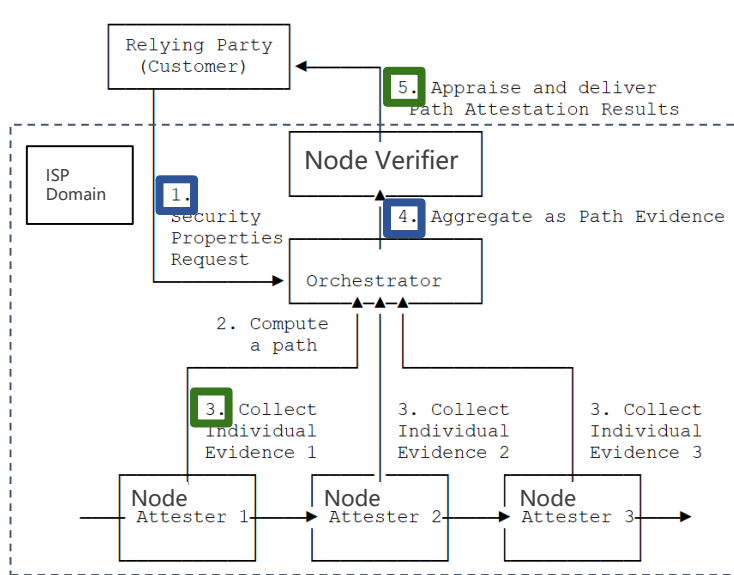 Relying Party
(Customer)
5. Appraise and deliver
Path Attestation Results
ISP
Domain
Node Verifier
1.
Security
Properties
Request
4. Aggregate as Path Evidence
Orchestrator
2. Compute
a path
3. Collect
Individual
Evidence 1
3. Collect
Individual
Evidence 2
3. Collect
Individual
Evidence 3
Node
Attester 1
Node
Attester 2
Node
Attester 3